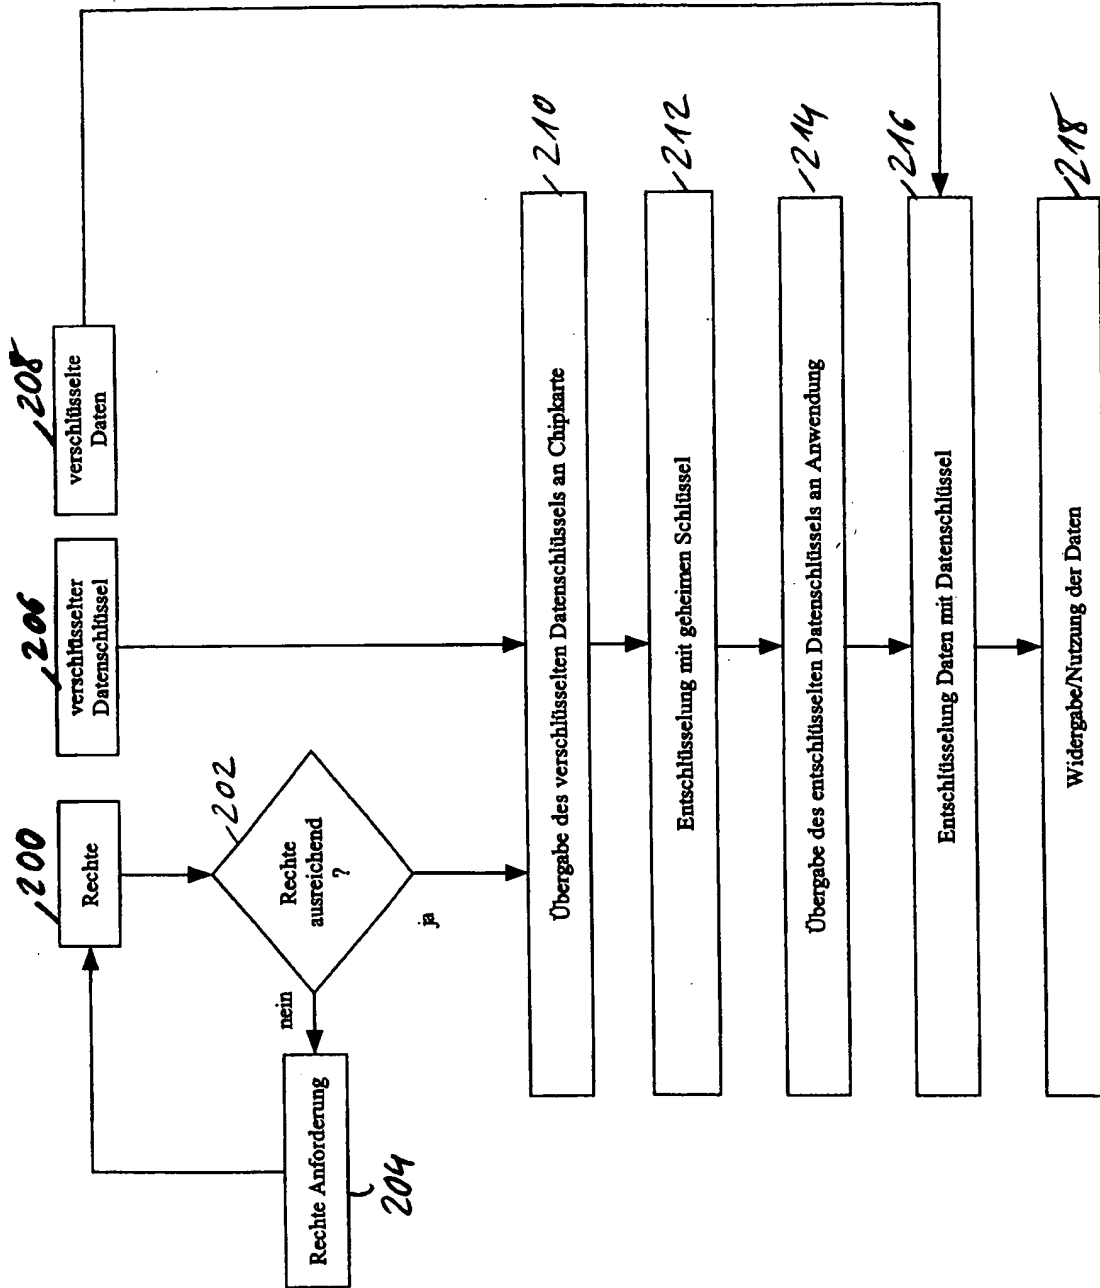 200
Rechte
206
verschlüsselter
Datenschlüssel
208
verschlüsselte
Daten
202
Rechte
ausreichend
?
nein
ja
Rechte Anforderung
204
210
Übergabe des verschlüsselten Datenschlüssels an Chipkarte
212
Entschlüsselung mit geheimen Schlüssel
214
Übergabe des entschlüsselten Datenschlüssels an Anwendung
216
Entschlüsselung Daten mit Datenschlüssel
218
Widergabe/Nutzung der Daten